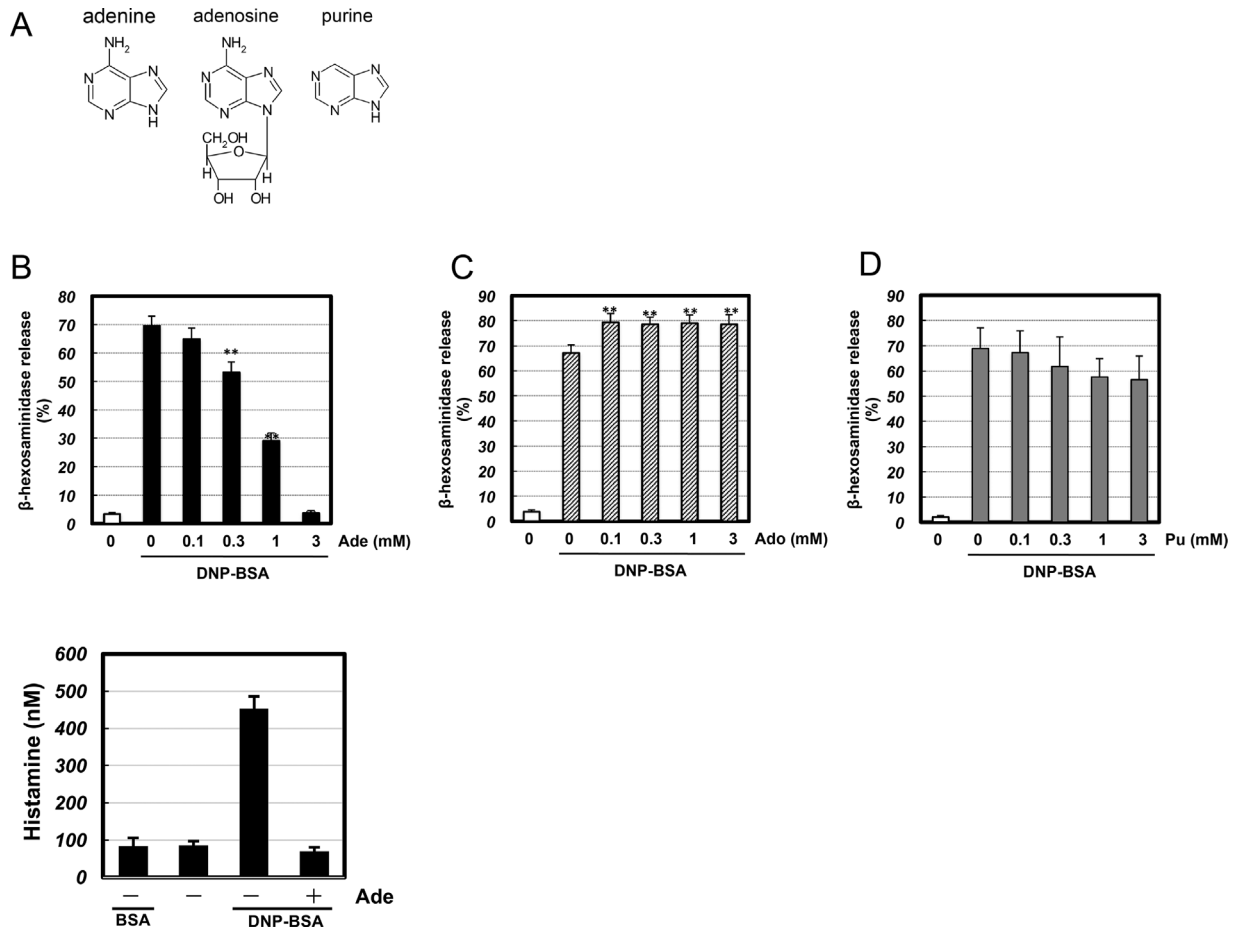 A
adenine adenosine purine
NH2 NH2
N N N N N N
N N H N N N N H
CH2OH
O
H H
OH OH
B C D
β-hexosaminidase release
(%)
80
70
60
50
40
30
20
10
0
** **
0 0 0.1 0.3 1 3 Ade (mM)
DNP-BSA
β-hexosaminidase release
(%)
90
80
70
60
50
40
30
20
10
0
** ** ** **
0 0 0.1 0.3 1 3 Ado (mM)
DNP-BSA
β-hexosaminidase release
(%)
90
80
70
60
50
40
30
20
10
0
0 0 0.1 0.3 1 3 Pu (mM)
DNP-BSA
Histamine (nM)
600
500
400
300
200
100
0
— — — + Ade
BSA DNP-BSA